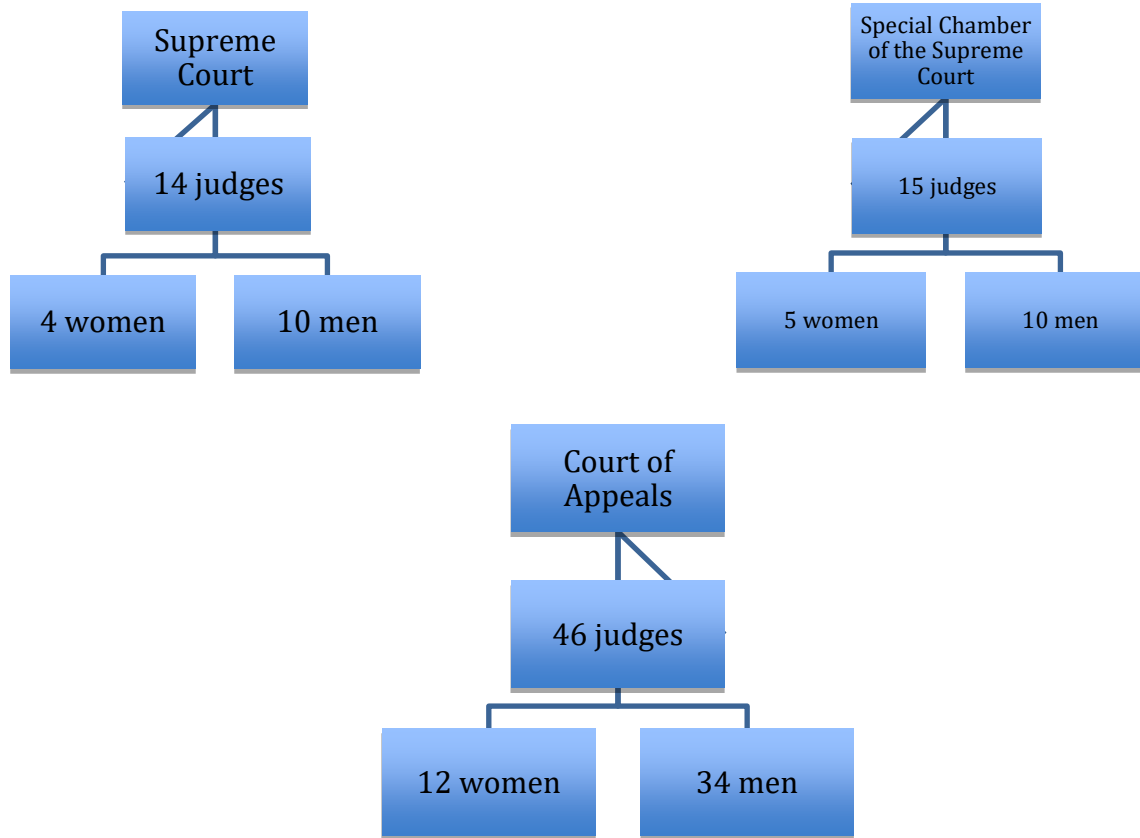 Supreme
Court
14 judges
4 women
10 men
Special Chamber
of the Supreme
Court
15 judges
5 women
10 men
Court of
Appeals
46 judges
12 women
34 men